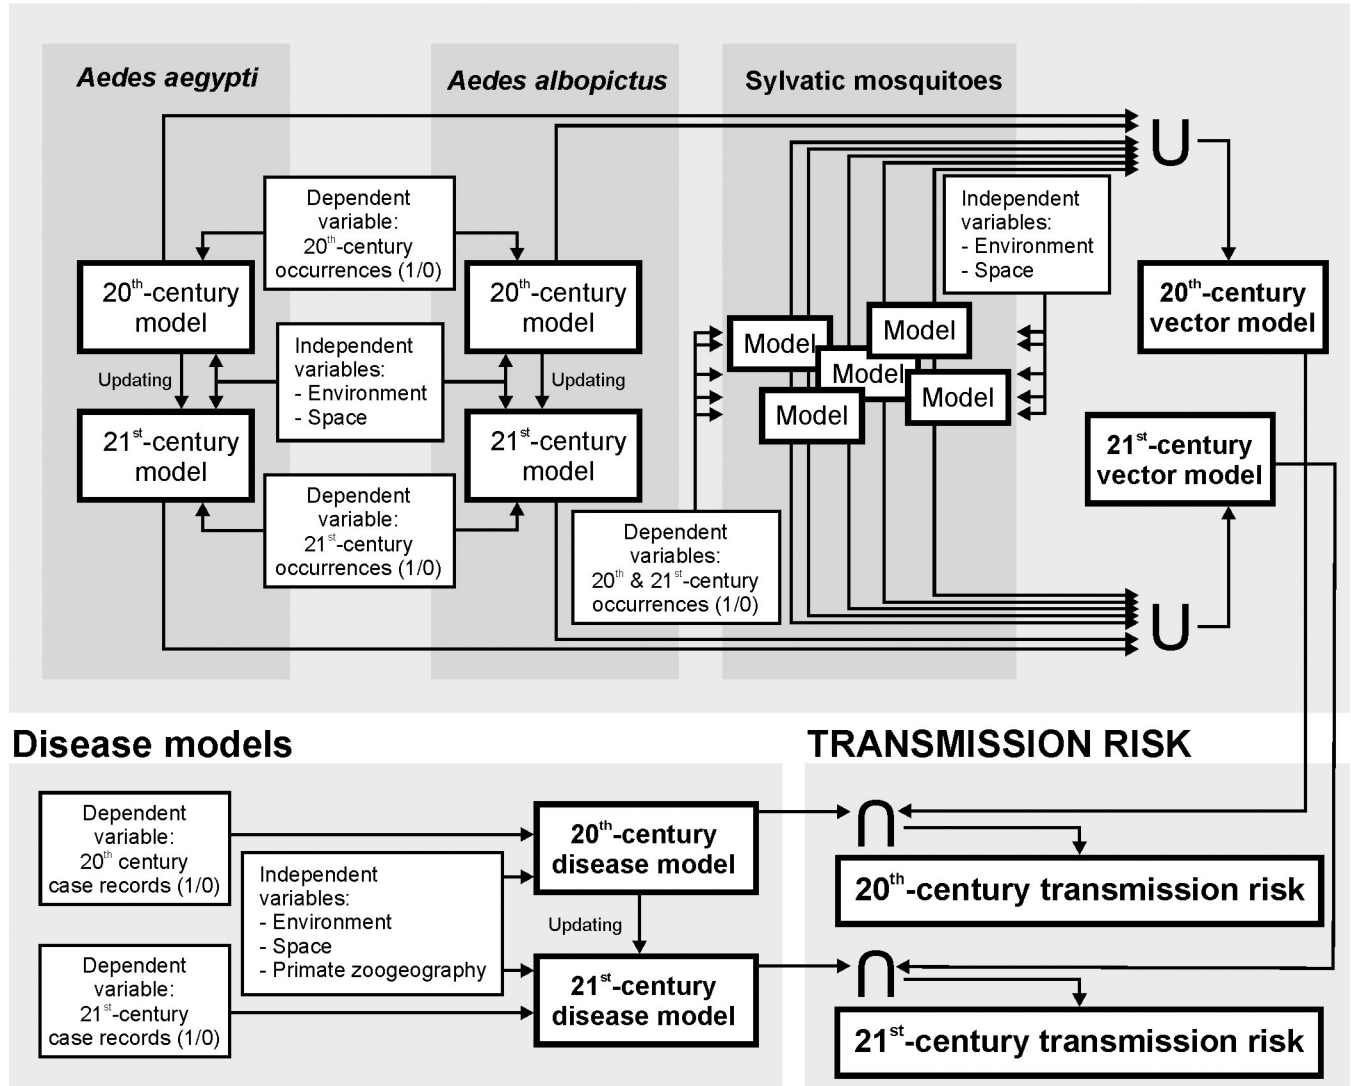 Aedes aegypti
Aedes albopictus
Sylvatic mosquitoes
∪
Dependent
variable:
20th-century
occurrences (1/0)
Independent
variables:
- Environment
- Space
20th-century
model
20th-century
model
20th-century
vector model
Model
Model
Model
Model
Model
Independent
variables:
- Environment
- Space
Updating
Updating
21st-century
model
21st-century
model
21st-century
vector model
Dependent
variable:
21st-century
occurrences (1/0)
Dependent
variables:
20th & 21st-century
occurrences (1/0)
∪
Disease models
Dependent
variable:
20th century
case records (1/0)
Independent
variables:
- Environment
- Space
- Primate zoogeography
Dependent
variable:
21st-century
case records (1/0)
20th-century
disease model
Updating
21st-century
disease model
TRANSMISSION RISK
∩
20th-century transmission risk
∩
21st-century transmission risk